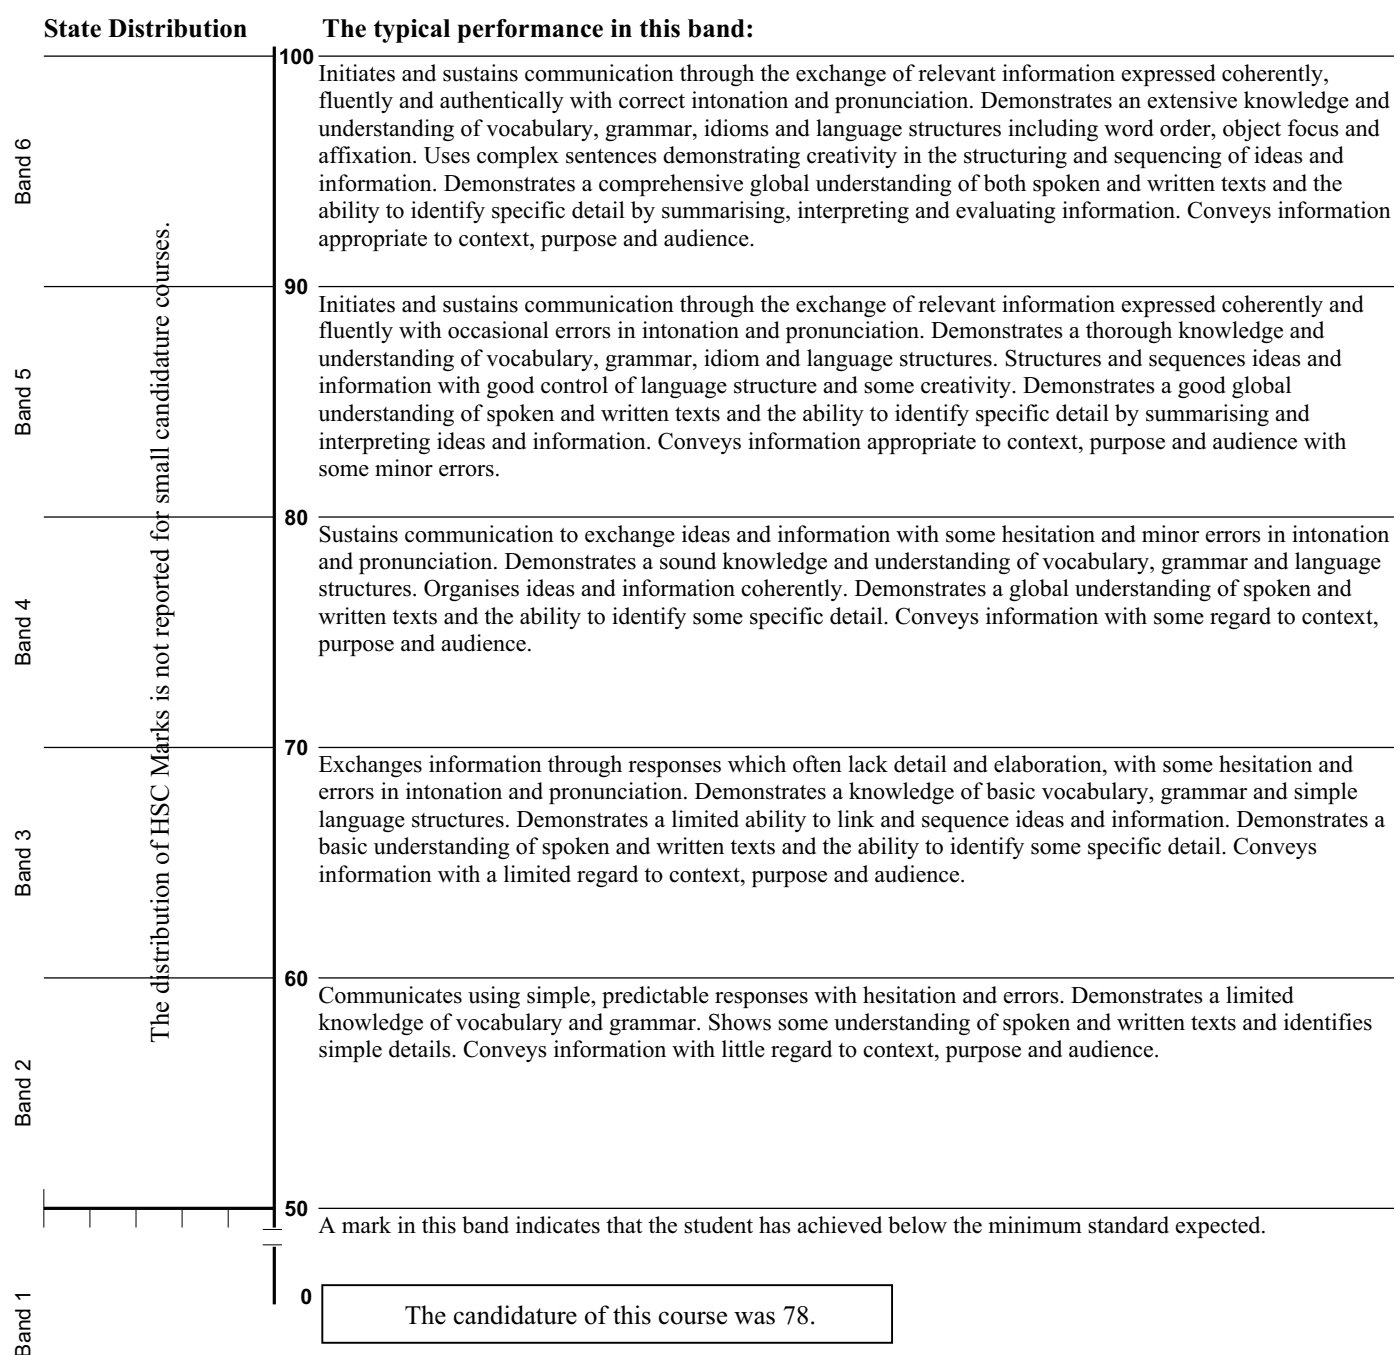 State Distribution
The typical performance in this band:
100
Initiates and sustains communication through the exchange of relevant information expressed coherently,
fluently and authentically with correct intonation and pronunciation. Demonstrates an extensive knowledge and
understanding of vocabulary, grammar, idioms and language structures including word order, object focus and
affixation. Uses complex sentences demonstrating creativity in the structuring and sequencing of ideas and
information. Demonstrates a comprehensive global understanding of both spoken and written texts and the
ability to identify specific detail by summarising, interpreting and evaluating information. Conveys information
appropriate to context, purpose and audience.
Band 6
90
Initiates and sustains communication through the exchange of relevant information expressed coherently and
fluently with occasional errors in intonation and pronunciation. Demonstrates a thorough knowledge and
understanding of vocabulary, grammar, idiom and language structures. Structures and sequences ideas and
information with good control of language structure and some creativity. Demonstrates a good global
understanding of spoken and written texts and the ability to identify specific detail by summarising and
interpreting ideas and information. Conveys information appropriate to context, purpose and audience with
some minor errors.
Band 5
80
Sustains communication to exchange ideas and information with some hesitation and minor errors in intonation
and pronunciation. Demonstrates a sound knowledge and understanding of vocabulary, grammar and language
structures. Organises ideas and information coherently. Demonstrates a global understanding of spoken and
written texts and the ability to identify some specific detail. Conveys information with some regard to context,
purpose and audience.
Band 4
The distribution of HSC Marks is not reported for small candidature courses.
70
Exchanges information through responses which often lack detail and elaboration, with some hesitation and
errors in intonation and pronunciation. Demonstrates a knowledge of basic vocabulary, grammar and simple
language structures. Demonstrates a limited ability to link and sequence ideas and information. Demonstrates a
basic understanding of spoken and written texts and the ability to identify some specific detail. Conveys
information with a limited regard to context, purpose and audience.
Band 3
60
Communicates using simple, predictable responses with hesitation and errors. Demonstrates a limited
knowledge of vocabulary and grammar. Shows some understanding of spoken and written texts and identifies
simple details. Conveys information with little regard to context, purpose and audience.
Band 2
50
A mark in this band indicates that the student has achieved below the minimum standard expected.
0
The candidature of this course was 78.
Band 1